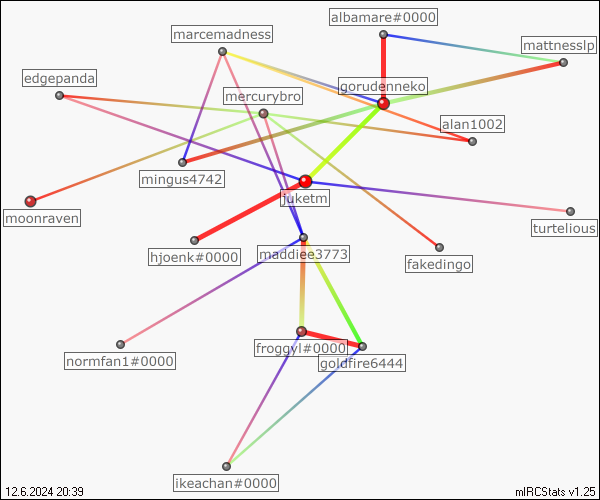 albamare#0000
marcemadness
mattnesslp
edgepanda
gorudenneko
mercurybro
alan1002
mingus4742
juketm
moonraven
turtelious
hjoenk#0000
maddiee3773
fakedingo
froggyl#0000
normfan1#0000
goldfire6444
ikeachan#0000
12.6.2024 20:39
mIRCStats v1.25